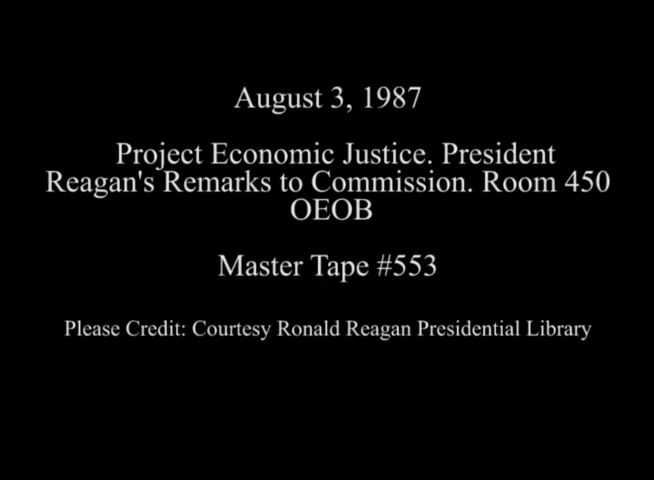 August 3, 1987
Project Economic Justice. President
Reagan's Remarks to Commission. Room 450
OEOB
Master Tape #553
Please Credit: Courtesy Ronald Reagan Presidential Library